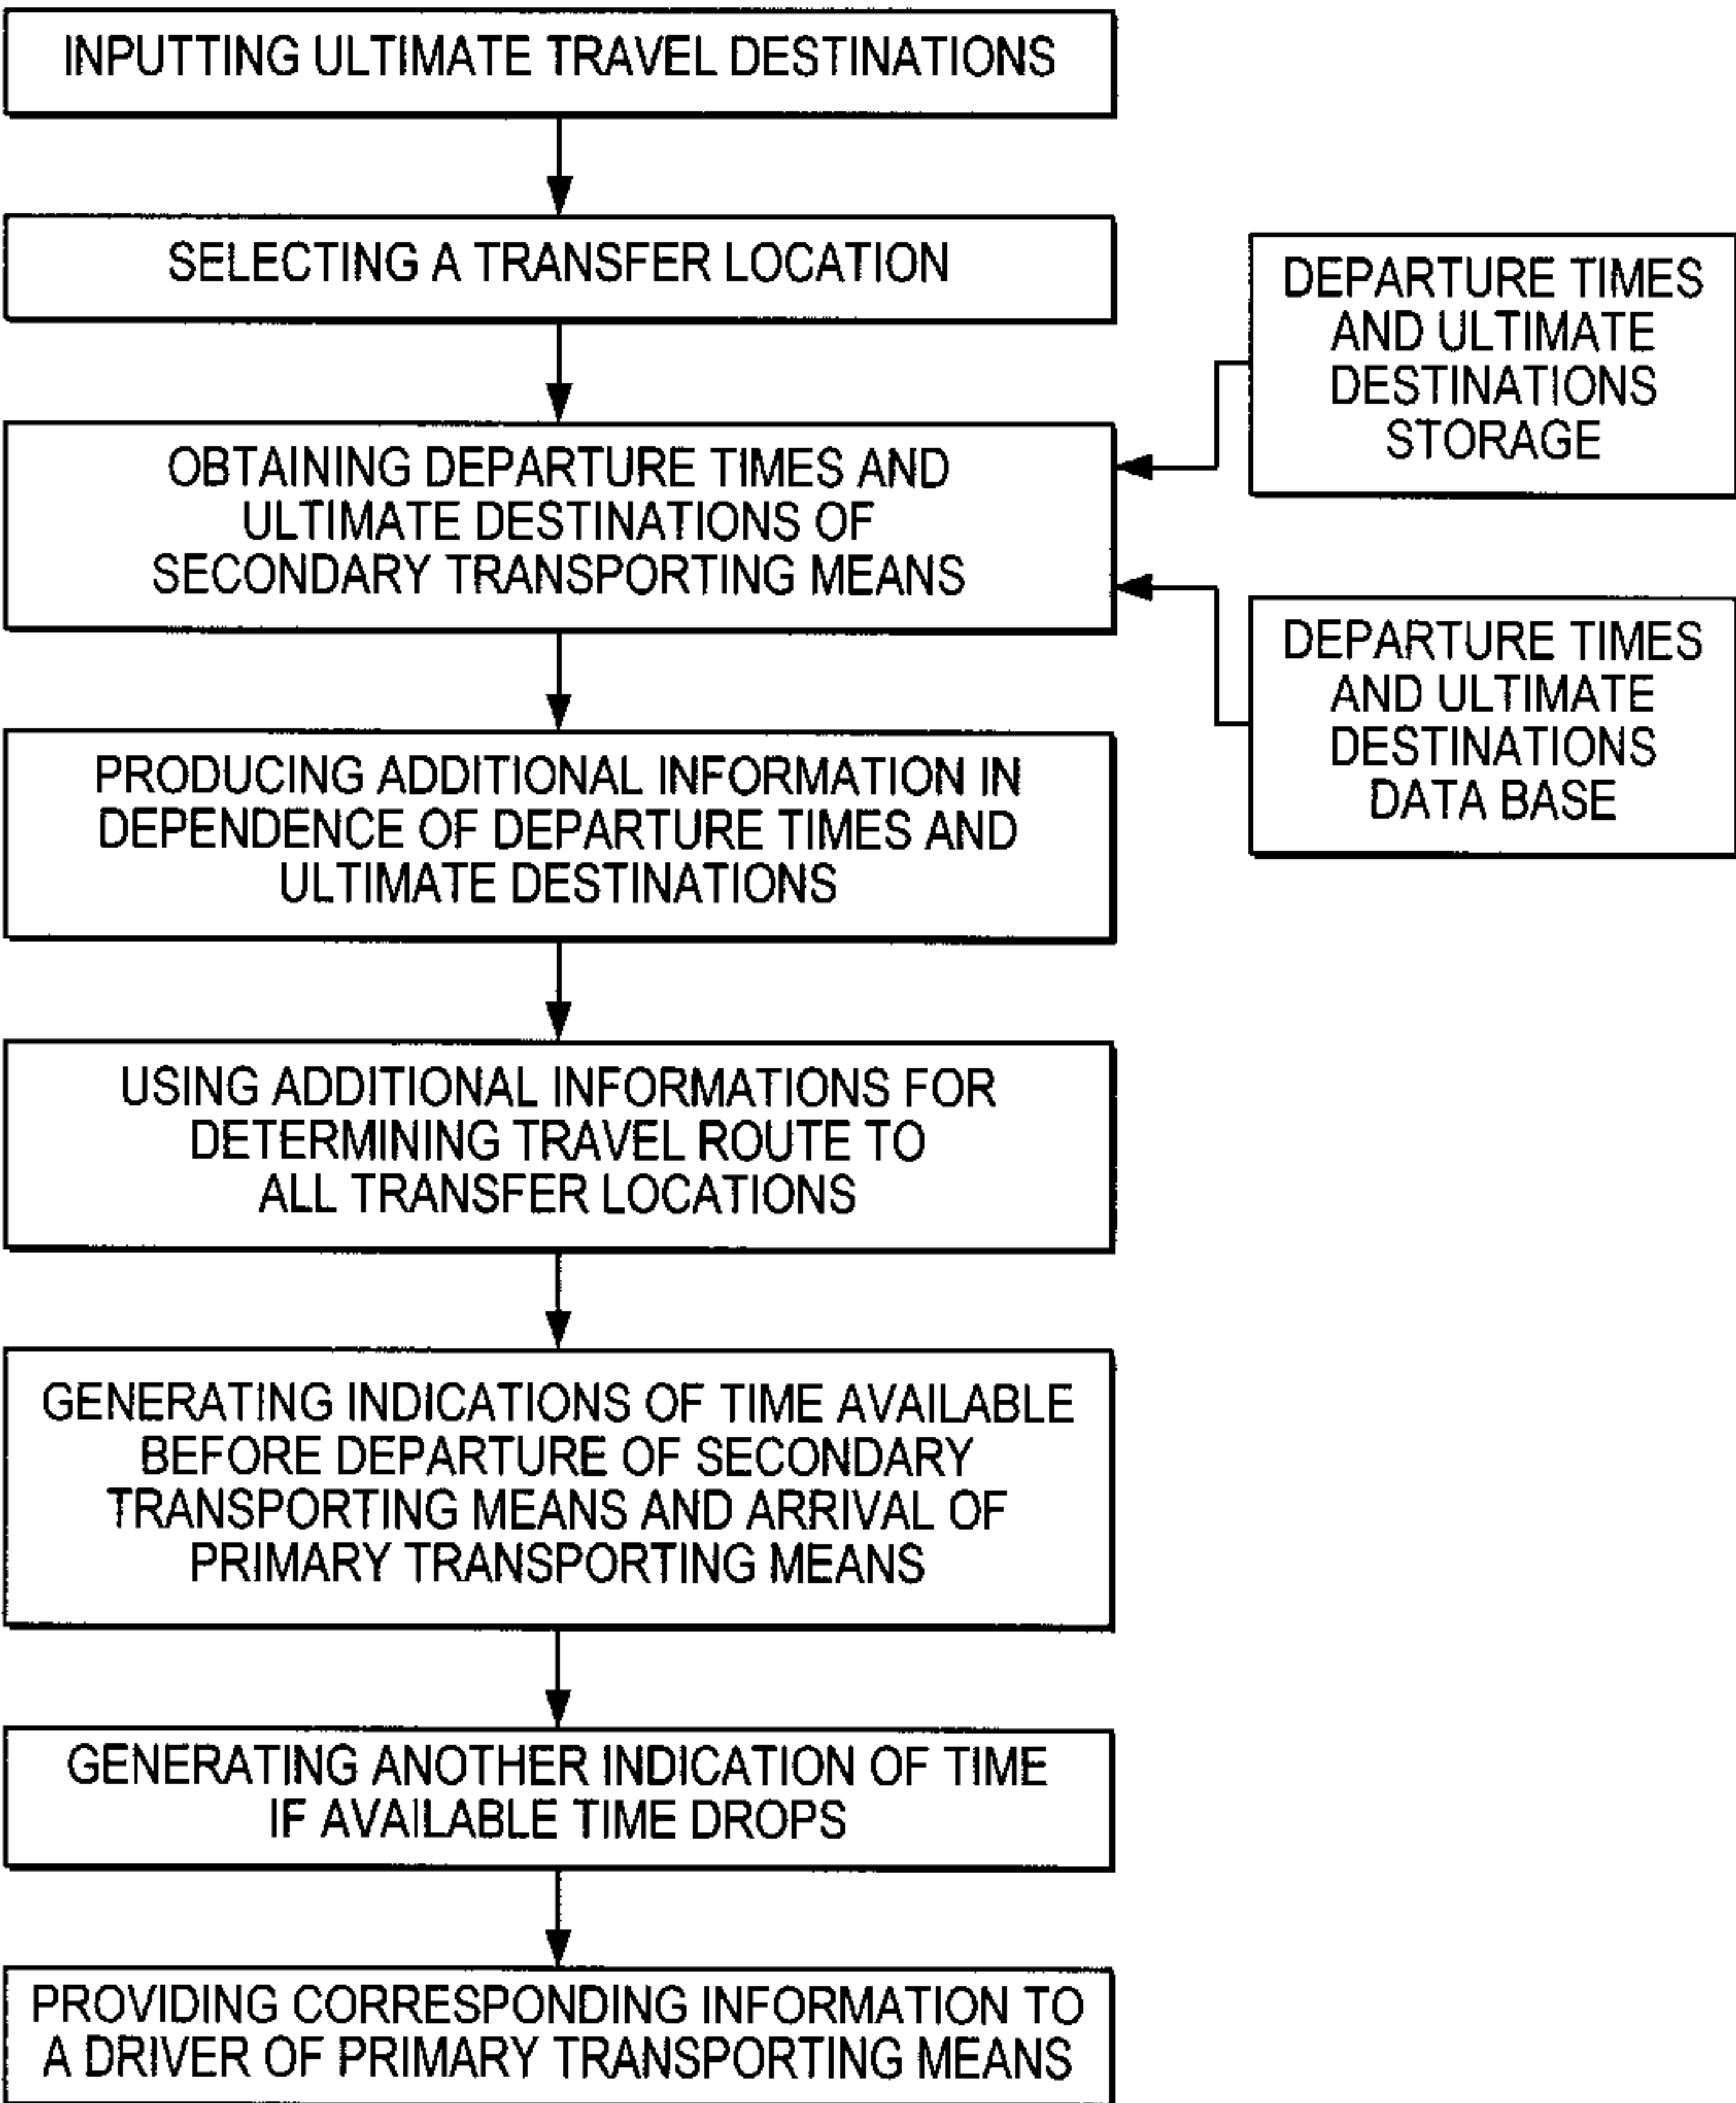 INPUTTING ULTIMATE TRAVEL DESTINATIONS
SELECTING A TRANSFER LOCATION
DEPARTURE TIMES
AND ULTIMATE
DESTINATIONS
STORAGE
OBTAINING DEPARTURE TIMES AND
ULTIMATE DESTINATIONS OF
SECONDARY TRANSPORTING MEANS
DEPARTURE TIMES
AND ULTIMATE
DESTINATIONS
DATA BASE
PRODUCING ADDITIONAL INFORMATION IN
DEPENDENCE OF DEPARTURE TIMES AND
ULTIMATE DESTINATIONS
USING ADDITIONAL INFORMATIONS FOR
DETERMINING TRAVEL ROUTE TO
ALL TRANSFER LOCATIONS
GENERATING INDICATIONS OF TIME AVAILABLE
BEFORE DEPARTURE OF SECONDARY
TRANSPORTING MEANS AND ARRIVAL OF
PRIMARY TRANSPORTING MEANS
GENERATING ANOTHER INDICATION OF TIME
IF AVAILABLE TIME DROPS
PROVIDING CORRESPONDING INFORMATION TO
A DRIVER OF PRIMARY TRANSPORTING MEANS